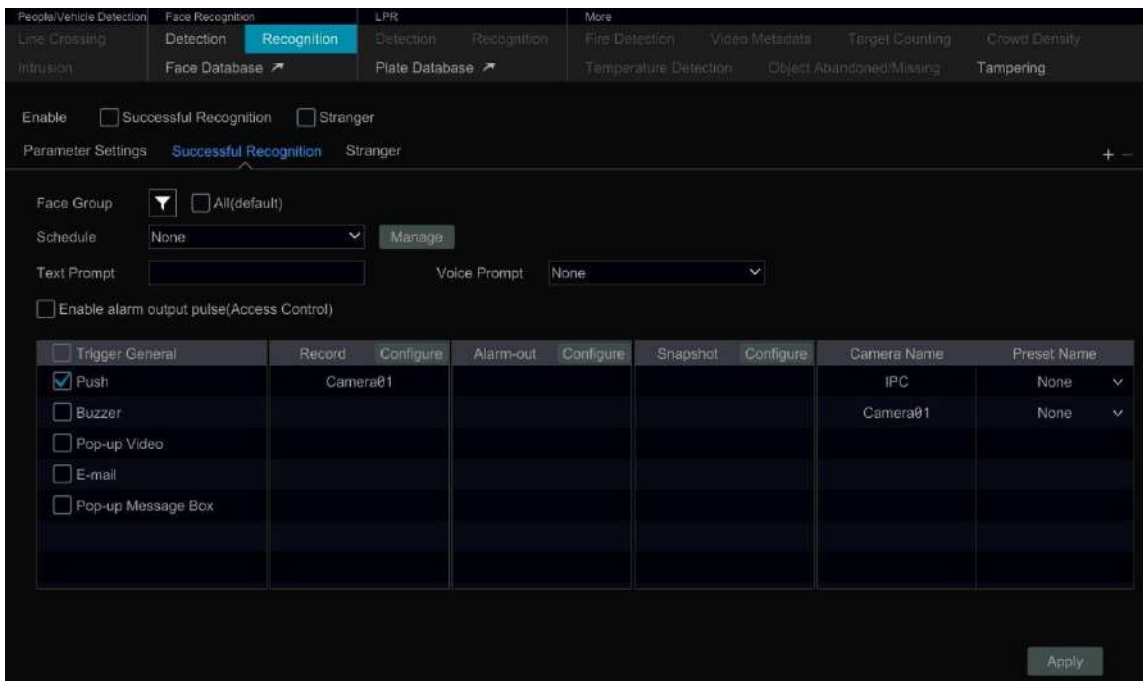 People/Vehicle Detection Face Recognition LPR More
Line Crossing Detection Recognition Detection Recognition Fire Detection Video Metadata Target Counting Crowd Density
Intrusion Face Database Plate Database Temperature Detection Object Abandoned/Missing Tampering
Enable Successful Recognition Stranger
Parameter Settings Successful Recognition Stranger + −
Face Group All(default)
Schedule None Manage
Text Prompt Voice Prompt None
Enable alarm output pulse(Access Control)
Trigger General Record Configure Alarm-out Configure Snapshot Configure Camera Name Preset Name
Push Camera01 IPC None
Buzzer Camera01 None
Pop-up Video
E-mail
Pop-up Message Box
Apply